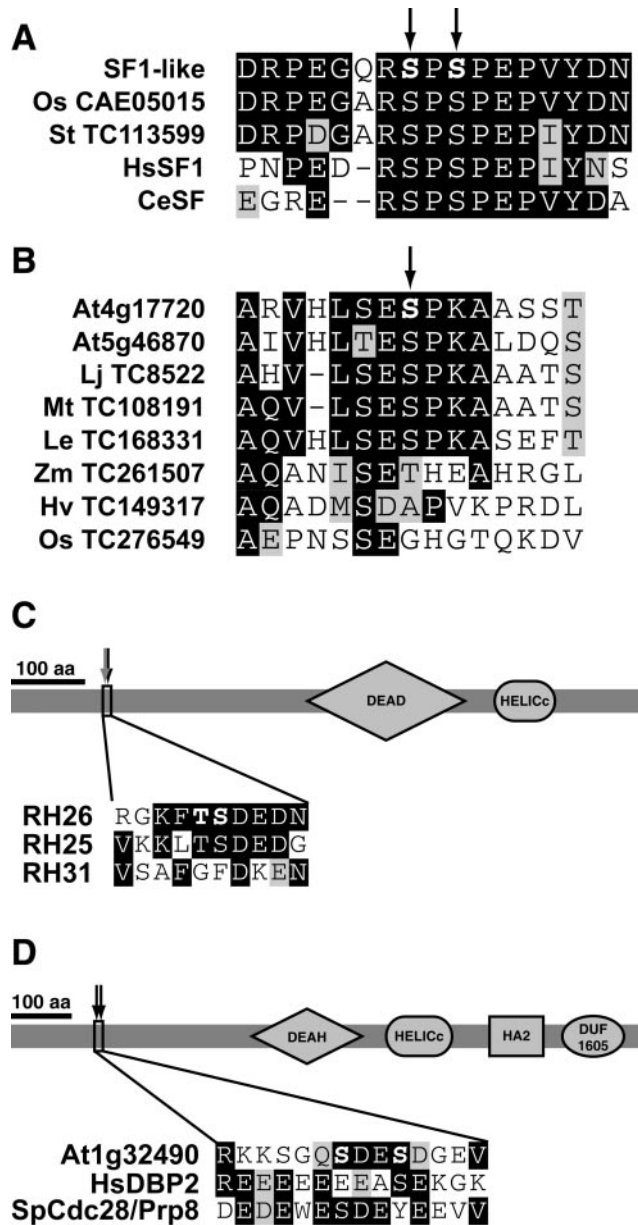 A
SF1-like DRPEGQRSPSPEPVYDN
Os CAE05015 DRPEGARSPSPEPVYDN
St TC113599 DRPDGARSPSPEPIYDN
HsSF1 PNPED-RSPSPEPIYNS
CeSF EGRE--RSPSPEPVYDA
B
At4g17720 ARVHLSESPKAASST
At5g46870 AIVHLTESPKALDQS
Lj TC8522 AHV-LSESPKAAATS
Mt TC108191 AQV-LSESPKAAATS
Le TC168331 AQVHLSESPKASEFT
Zm TC261507 AQANISETHEAHRGL
Hv TC149317 AQADMSDAPVKPRDL
Os TC276549 AEPNSSEGHGTQKDV
C
100 aa
DEAD
HELICc
RH26 RGKFTSDEDN
RH25 VKKLTSDEDG
RH31 VSAFGFDKEN
D
100 aa
DEAH
HELICc
HA2
DUF
1605
At1g32490 RKKSGQSDESDGEV
HsDBP2 REEEEEEEASEKGK
SpCdc28/Prp8 DEDEWESDEYEEVV